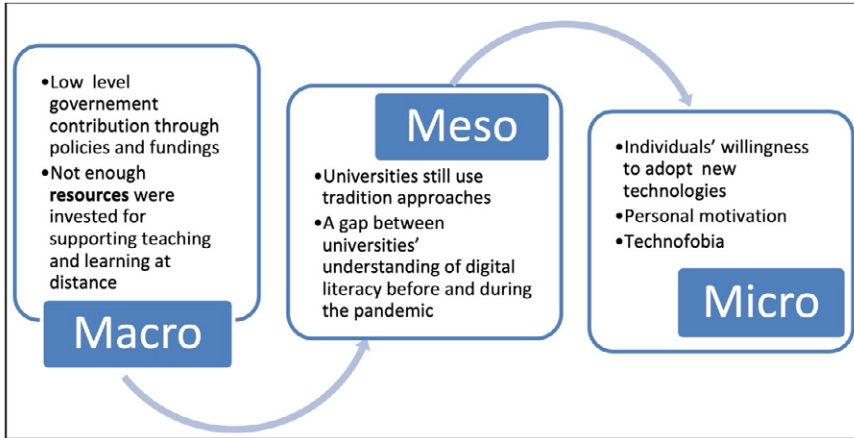 •Low level
governement
contribution through
policies and fundings
•Not enough
resources were
invested for
supporting teaching
and learning at
distance
Macro
Meso
•Universities still use
tradition approaches
•A gap between
universities’
understanding of digital
literacy before and during
the pandemic
•Individuals’ willingness
to adopt new
technologies
•Personal motivation
•Technofobia
Micro